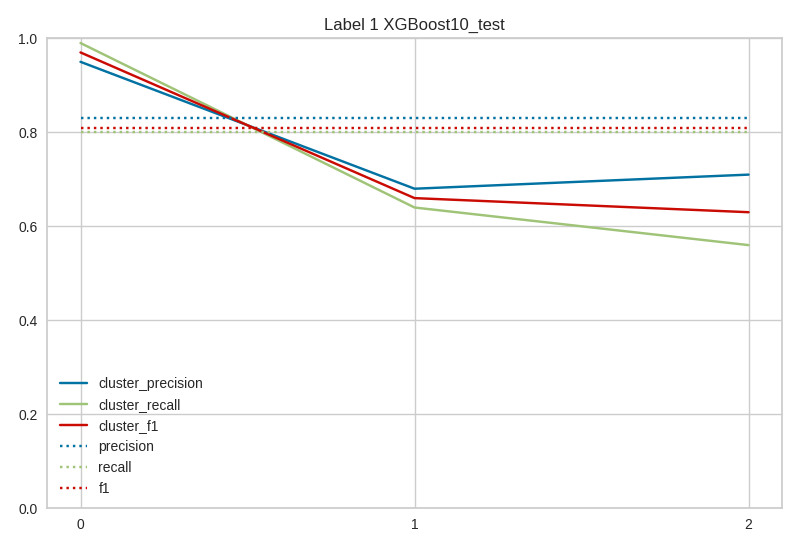 Label 1 XGBoost10_test
1.0
0.8
0.6
0.4
0.2
0.0
cluster_precision
cluster_recall
cluster_f1
precision
recall
f1
0
1
2